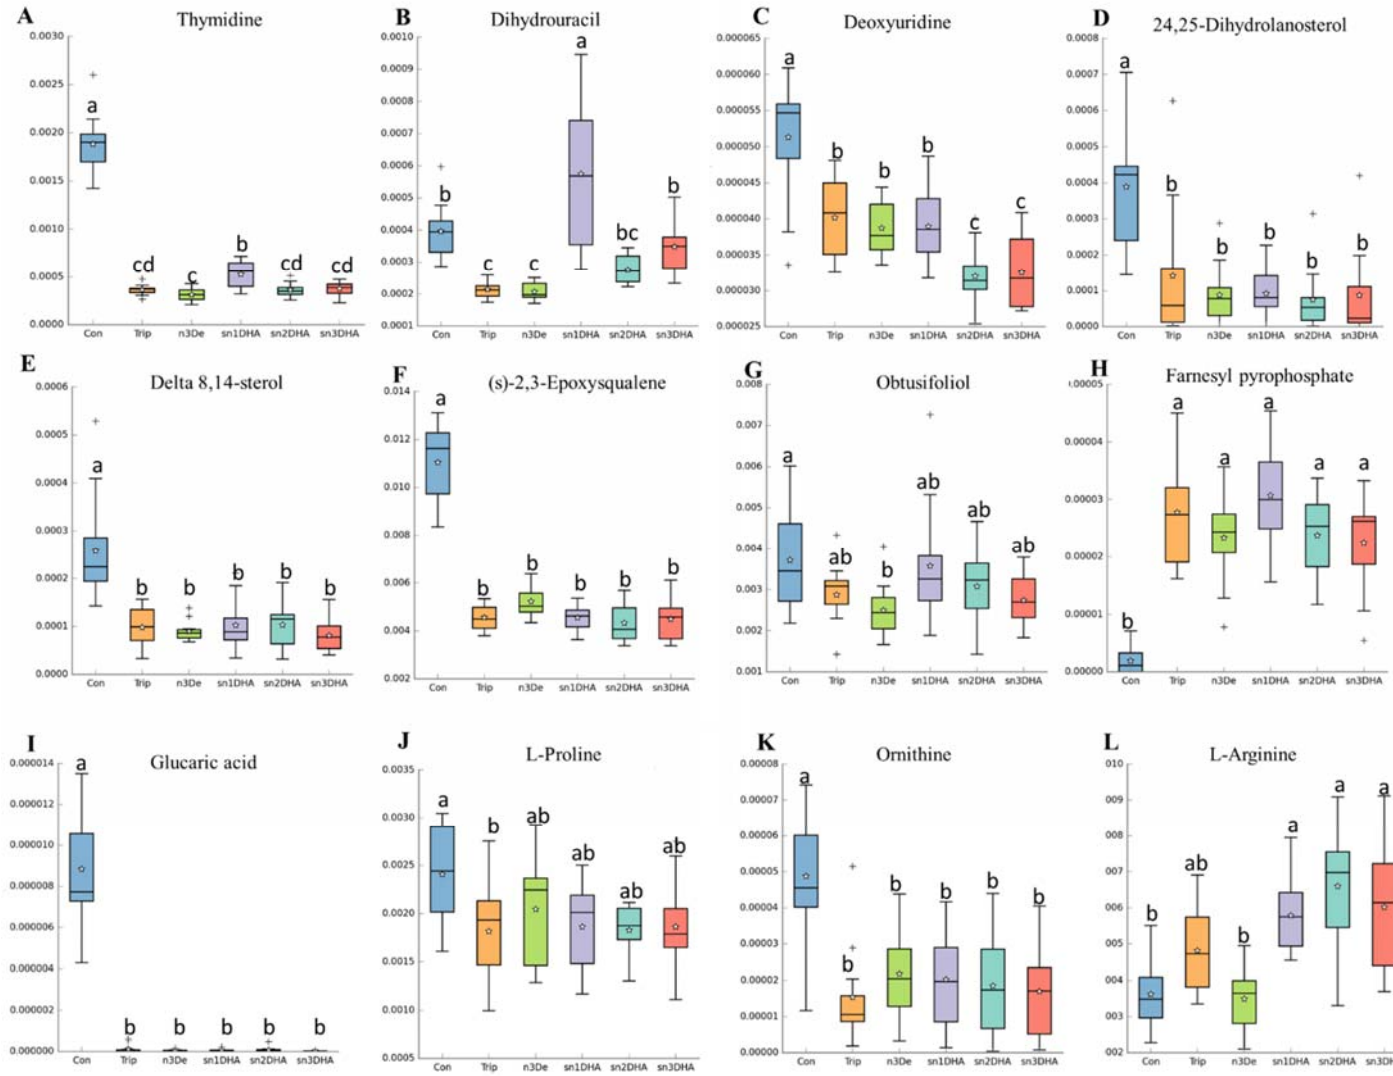 A Thymidine
0.0030
0.0025
0.0020
0.0015
0.0010
0.0005
0.0000
a cd c b cd cd
Con Trip n3De sn1DHA sn2DHA sn3DHA
B Dihydrouracil
0.0010
0.0009
0.0008
0.0007
0.0006
0.0005
0.0004
0.0003
0.0002
0.0001
b c c a bc b
Con Trip n3De sn1DHA sn2DHA sn3DHA
C Deoxyuridine
0.000065
0.000060
0.000055
0.000050
0.000045
0.000040
0.000035
0.000030
0.000025
a b b b c c
Con Trip n3De sn1DHA sn2DHA sn3DHA
D 24,25-Dihydrolanosterol
0.0008
0.0007
0.0006
0.0005
0.0004
0.0003
0.0002
0.0001
0.0000
a b b b b b
Con Trip n3De sn1DHA sn2DHA sn3DHA
E Delta 8,14-sterol
0.0006
0.0005
0.0004
0.0003
0.0002
0.0001
0.0000
a b b b b b
Con Trip n3De sn1DHA sn2DHA sn3DHA
F (s)-2,3-Epoxysqualene
0.014
0.012
0.010
0.008
0.006
0.004
0.002
a b b b b b
Con Trip n3De sn1DHA sn2DHA sn3DHA
G Obtusifoliol
0.008
0.007
0.006
0.005
0.004
0.003
0.002
0.001
a ab b ab ab ab
Con Trip n3De sn1DHA sn2DHA sn3DHA
H Farnesyl pyrophosphate
.00005
0.00004
0.00003
0.00002
0.00001
0.00000
b a a a a a
Con Trip n3De sn1DHA sn2DHA sn3DHA
I Glucaric acid
0.000014
0.000012
0.000010
0.000008
0.000006
0.000004
0.000002
0.000000
a b b b b b
Con Trip n3De sn1DHA sn2DHA sn3DHA
J L-Proline
0.0035
0.0030
0.0025
0.0020
0.0015
0.0010
0.0005
a b ab ab ab ab
Con Trip n3De sn1DHA sn2DHA sn3DHA
K Ornithine
0.00008
0.00007
0.00006
0.00005
0.00004
0.00003
0.00002
0.00001
0.00000
a b b b b b
Con Trip n3De sn1DHA sn2DHA sn3DHA
L L-Arginine
010
009
008
007
006
005
004
003
002
b ab b a a a
Con Trip n3De sn1DHA sn2DHA sn3DH